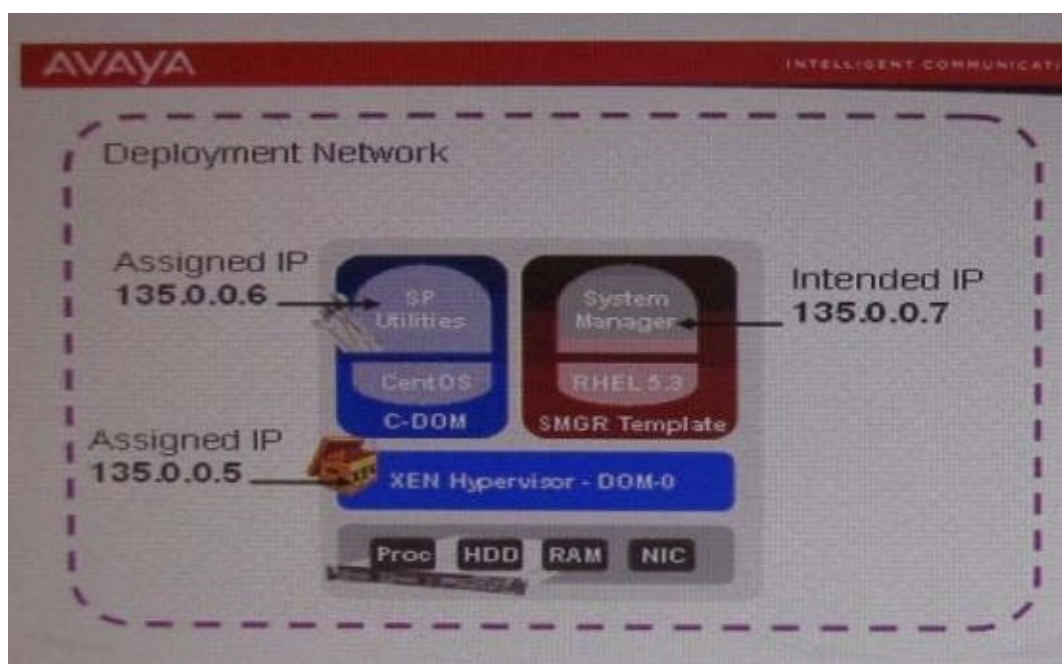 AVAYA
INTELLIGENT COMMUNICATI
Deployment Network
Assigned IP
135.0.0.6
SP
Utilities
CentOS
C-DOM
System
Manager
RHEL 5.3
SMGR Template
Intended IP
135.0.0.7
Assigned IP
135.0.0.5
XEN Hypervisor - DOM-0
Proc
HDD
RAM
NIC